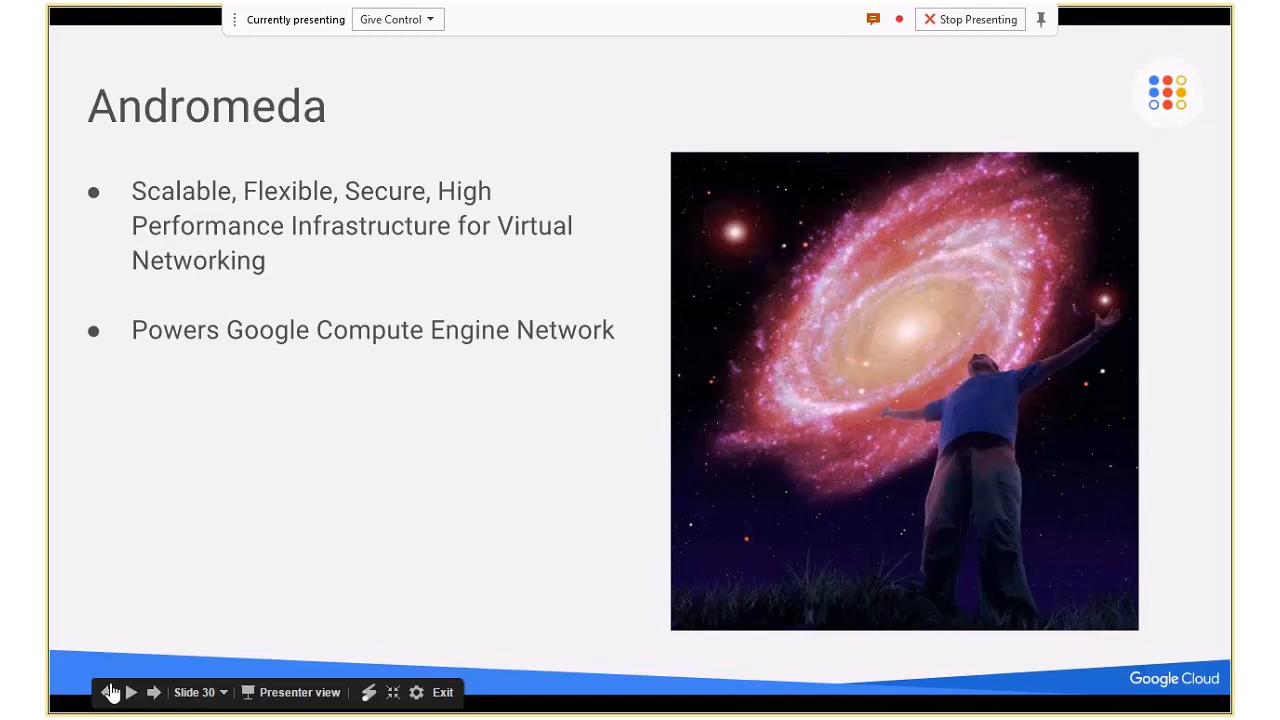 Currently presenting
Give Control
Stop Presenting
Andromeda
● Scalable, Flexible, Secure, High
Performance Infrastructure for Virtual
Networking
● Powers Google Compute Engine Network
Google Cloud
Slide 30
Presenter view
Exit